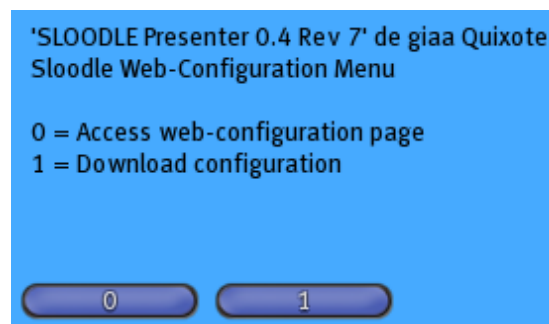 'SLOODLE Presenter 0.4 Rev 7' de giaa Quixote
Sloodle Web-Configuration Menu
0 = Access web-configuration page
1 = Download configuration
0 1